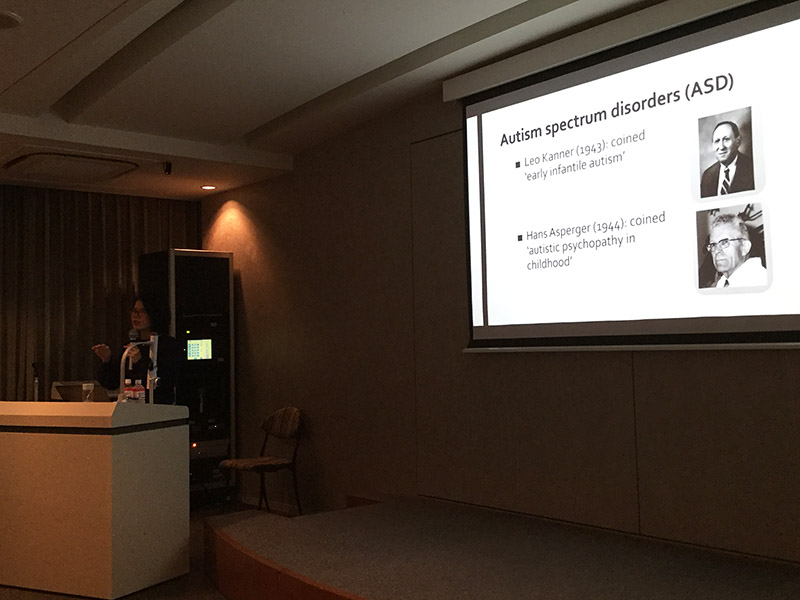 Autism spectrum disorders (ASD)
■ Leo Kanner (1943): coined
‘early infantile autism’
■ Hans Asperger (1944): coined
‘autistic psychopathy in
childhood’